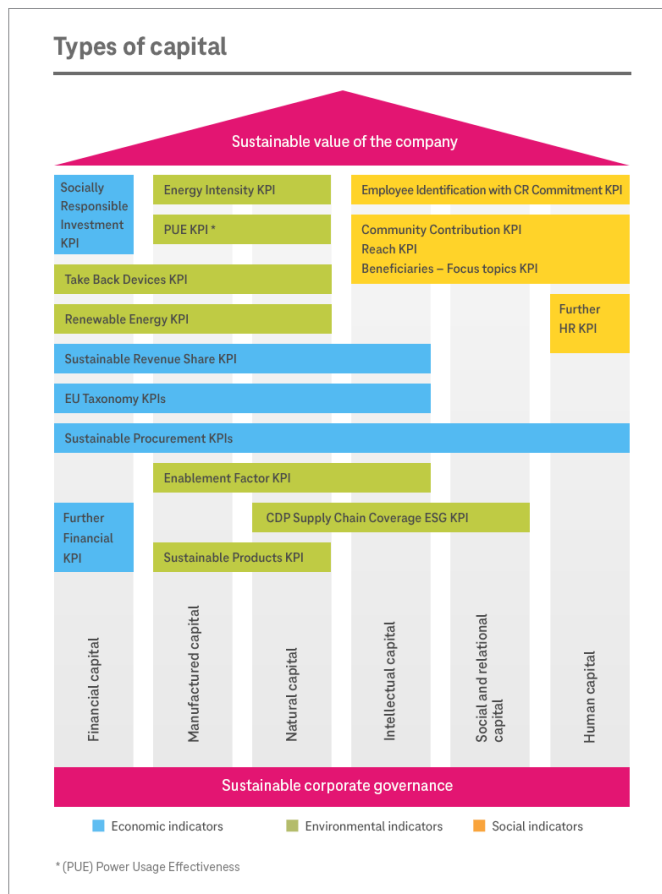 Types of capital
Sustainable value of the company
Socially
Responsible
Investment
KPI
Energy Intensity KPI
Employee Identification with CR Commitment KPI
PUE KPI *
Community Contribution KPI
Reach KPI
Beneficiaries – Focus topics KPI
Take Back Devices KPI
Renewable Energy KPI
Further
HR KPI
Sustainable Revenue Share KPI
EU Taxonomy KPIs
Sustainable Procurement KPIs
Enablement Factor KPI
Further
Financial
KPI
CDP Supply Chain Coverage ESG KPI
Sustainable Products KPI
Financial capital
Manufactured capital
Natural capital
Intellectual capital
Social and relational
capital
Human capital
Sustainable corporate governance
Economic indicators
Environmental indicators
Social indicators
* (PUE) Power Usage Effectiveness